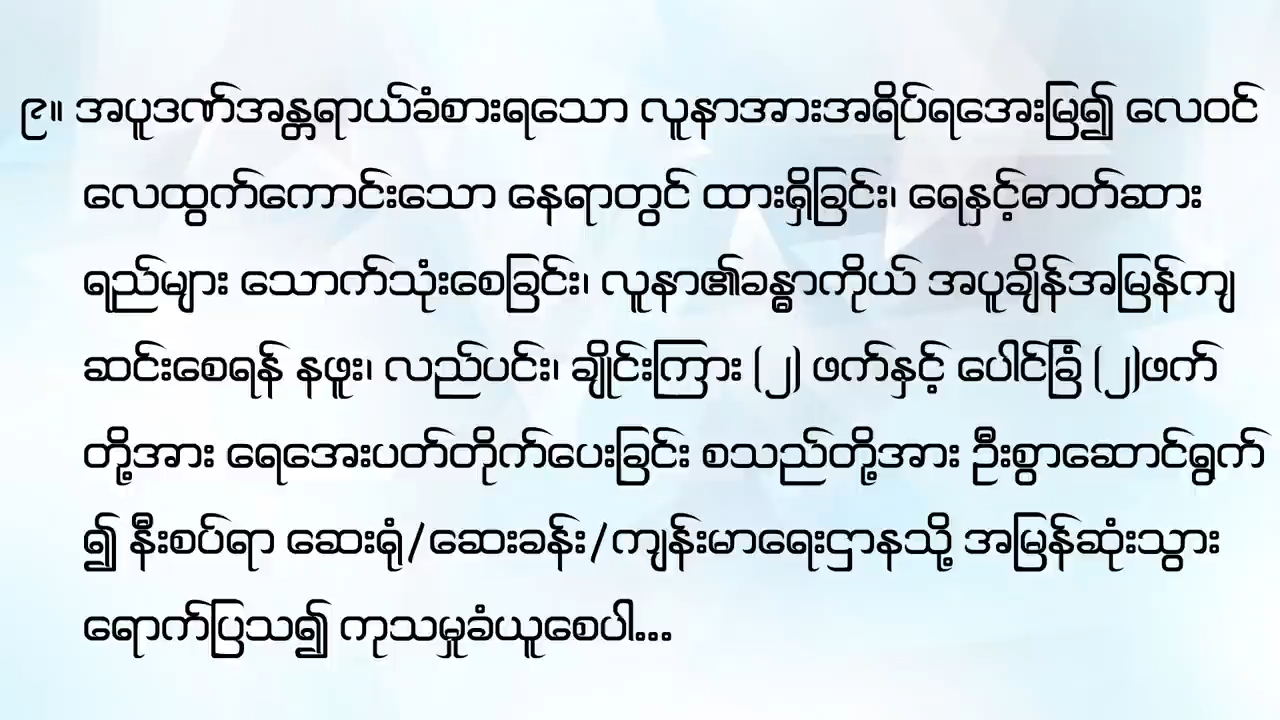 ၉။ အပူဒဏ်အန္တရာယ်ခံစားရသော လူနာအားအရိပ်ရအေးမြ၍ လေဝင်
လေထွက်ကောင်းသော နေရာတွင် ထားရှိခြင်း၊ ရေနှင့်ဓာတ်ဆား
ရည်များ သောက်သုံးစေခြင်း၊ လူနာ၏ခန္ဓာကိုယ် အပူချိန်အမြန်ကျ
ဆင်းစေရန် နဖူး၊ လည်ပင်း၊ ချိုင်းကြား (၂) ဖက်နှင့် ပေါင်ခြံ (၂)ဖက်
တို့အား ရေအေးပတ်တိုက်ပေးခြင်း စသည်တို့အား ဦးစွာဆောင်ရွက်
၍ နီးစပ်ရာ ဆေးရုံ/ဆေးခန်း/ကျန်းမာရေးဌာနသို့ အမြန်ဆုံးသွား
ရောက်ပြသ၍ ကုသမှုခံယူစေပါ...